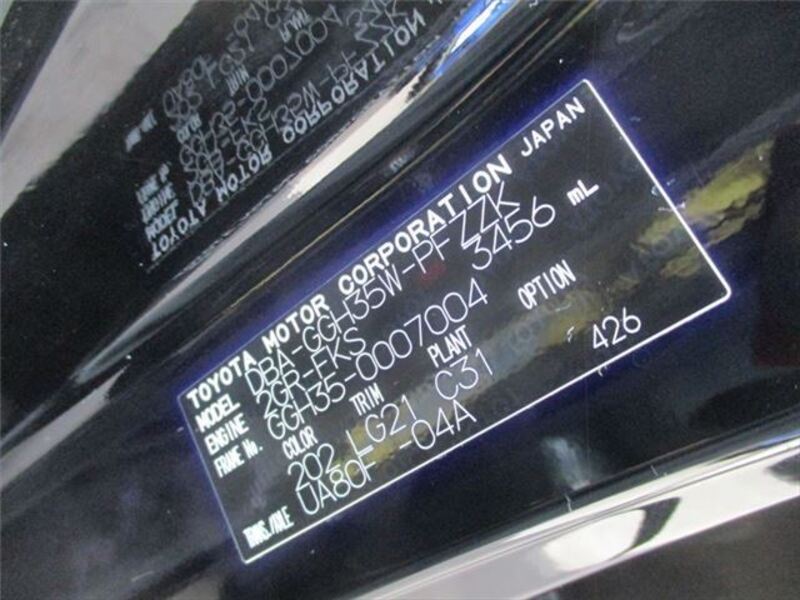 TOYOTA MOTOR CORPORATION JAPAN
MODEL DBA-GGH35W-PFZZK
ENGINE 2GR-FKS 3456 mL
FRAME No. GGH35-0007004
COLOR TRIM PLANT OPTION
202 LG21 C31 426
TRANS./AXLE UA80F -04A